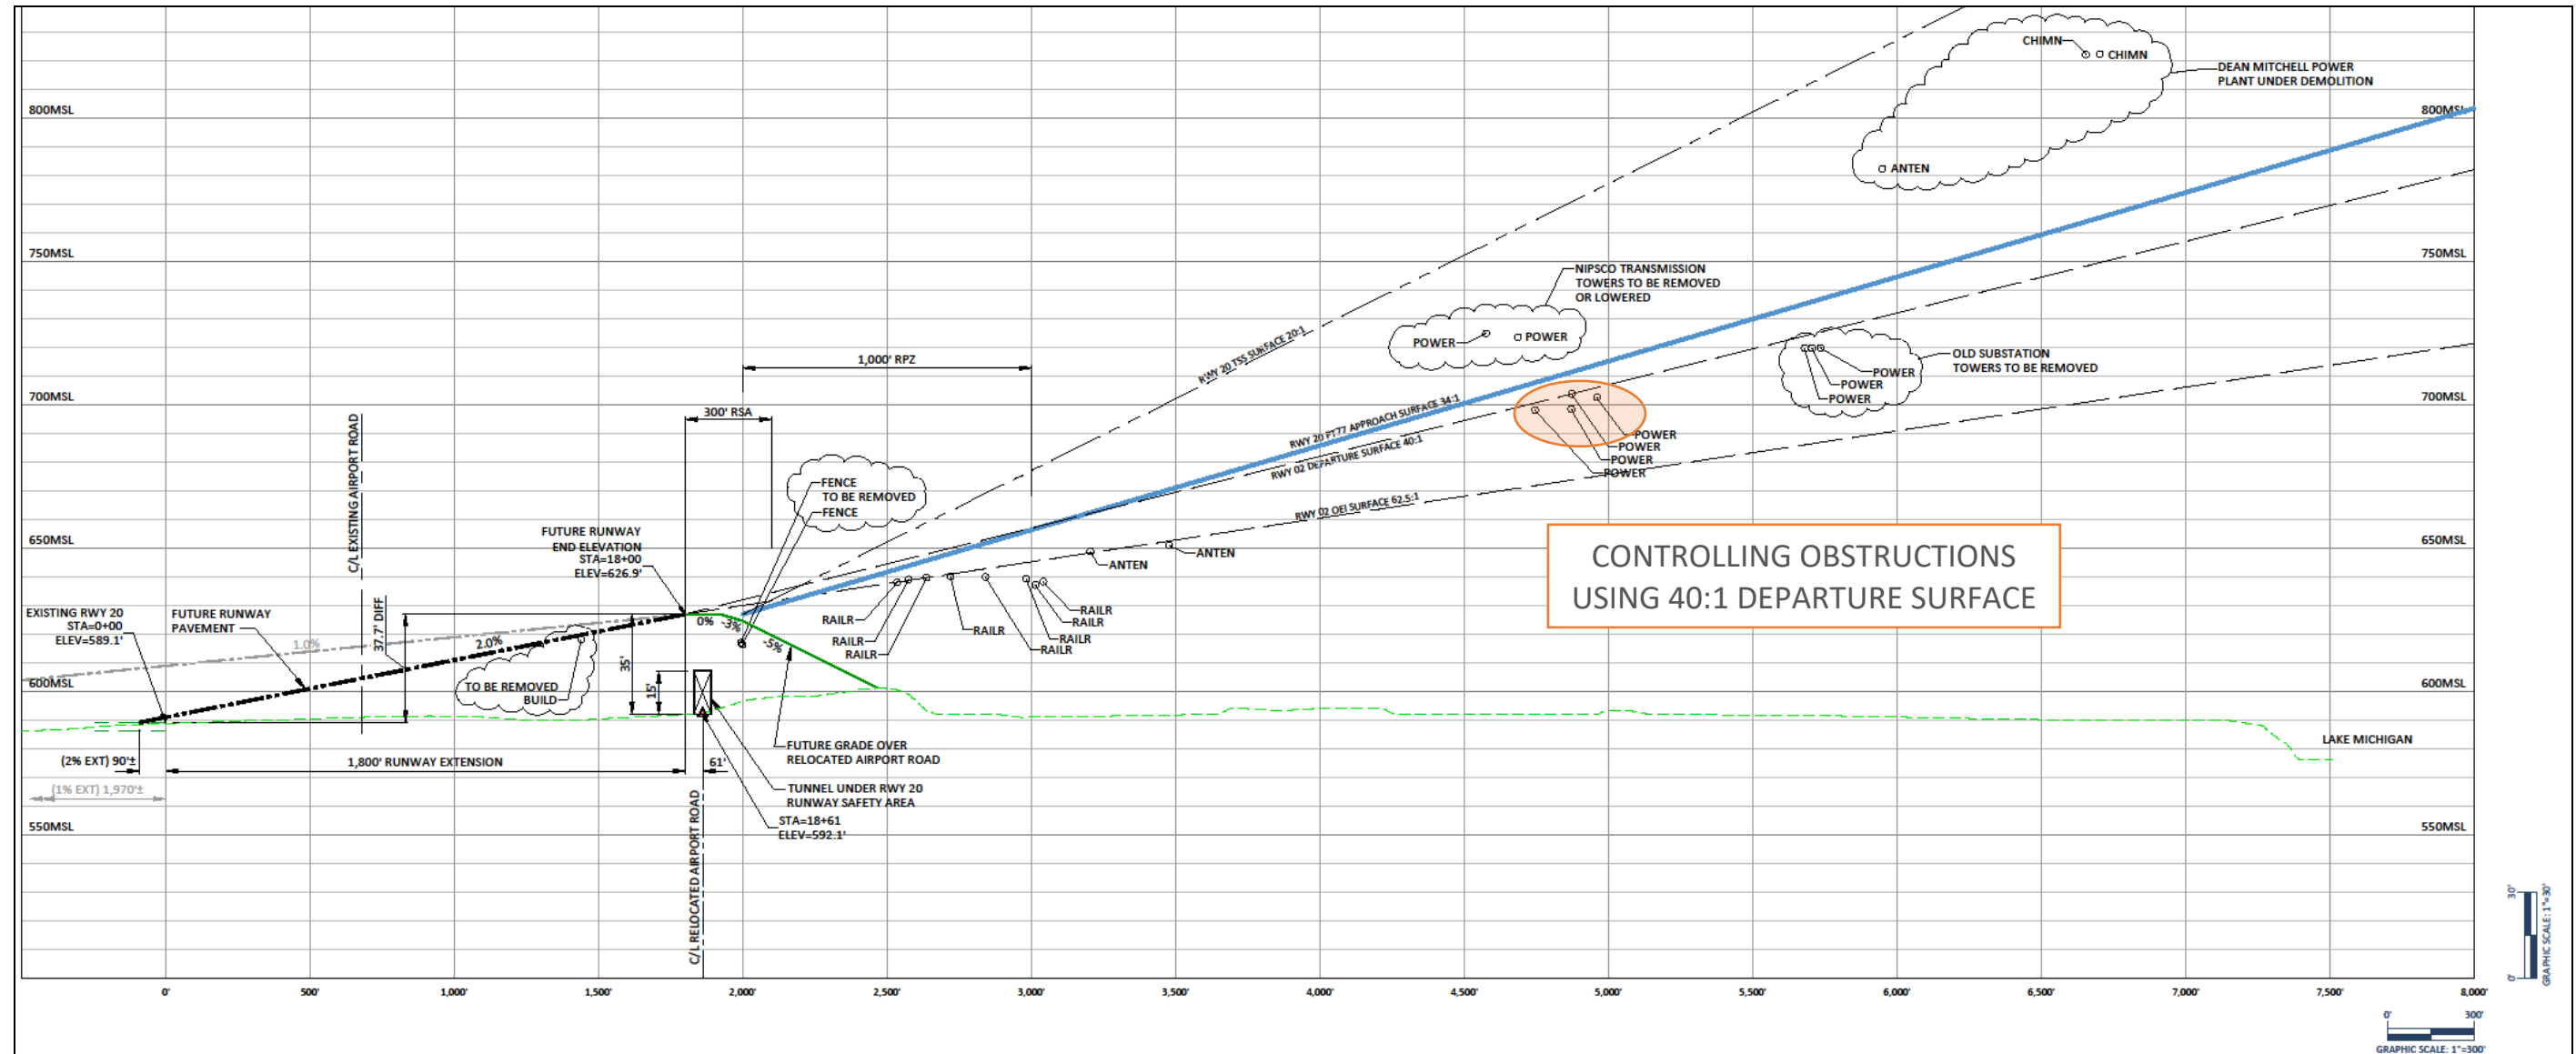 CHIMN
CHIMN
DEAN MITCHELL POWER
PLANT UNDER DEMOLITION
800MSL
800MSL
ANTEN
750MSL
750MSL
NIPSCO TRANSMISSION
TOWERS TO BE REMOVED
OR LOWERED
POWER
POWER
RWY 20 TSS SURFACE 20:1
1,000' RPZ
OLD SUBSTATION
TOWERS TO BE REMOVED
POWER
POWER
POWER
700MSL
700MSL
300' RSA
RWY 20 PT77 APPROACH SURFACE 34:1
RWY 02 DEPARTURE SURFACE 40:1
RWY 02 OEI SURFACE 62.5:1
POWER
POWER
POWER
POWER
C/L EXISTING AIRPORT ROAD
FENCE
TO BE REMOVED
FENCE
FUTURE RUNWAY
END ELEVATION
STA=18+00
ELEV=626.9'
650MSL
650MSL
ANTEN
ANTEN
CONTROLLING OBSTRUCTIONS
USING 40:1 DEPARTURE SURFACE
EXISTING RWY 20
STA=0+00
ELEV=589.1'
FUTURE RUNWAY
PAVEMENT
37.7' DIFF
1.0%
2.0%
0%
-3%
-5%
RAILR
RAILR
RAILR
RAILR
RAILR
RAILR
RAILR
RAILR
35'
15'
600MSL
600MSL
TO BE REMOVED
BUILD
FUTURE GRADE OVER
RELOCATED AIRPORT ROAD
LAKE MICHIGAN
(2% EXT) 90'±
1,800' RUNWAY EXTENSION
61'
(1% EXT) 1,970'±
TUNNEL UNDER RWY 20
RUNWAY SAFETY AREA
STA=18+61
ELEV=592.1'
550MSL
550MSL
C/L RELOCATED AIRPORT ROAD
0'
500'
1,000'
1,500'
2,000'
2,500'
3,000'
3,500'
4,000'
4,500'
5,000'
5,500'
6,000'
6,500'
7,000'
7,500'
8,000'
30'
0'
GRAPHIC SCALE: 1"=30'
0'
300'
GRAPHIC SCALE: 1"=300'